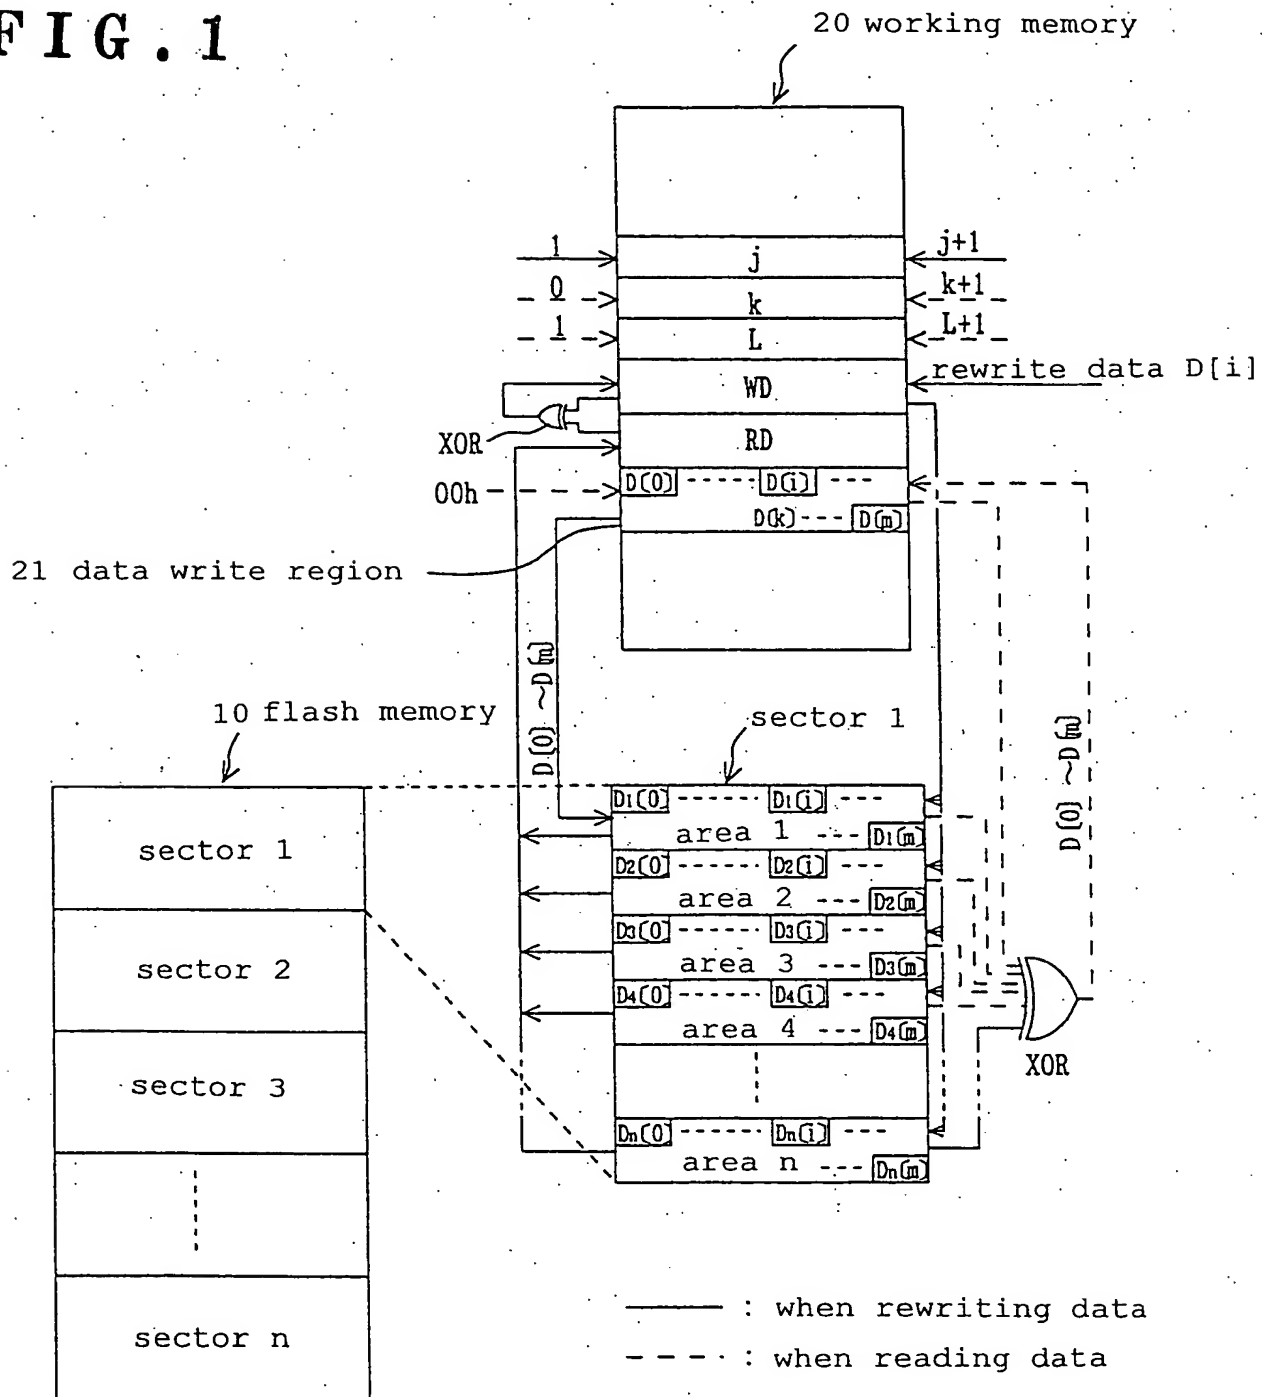 FIG.1
20 working memory
1 j j+1
0 k k+1
1 L L+1
WD rewrite data D[i]
XOR RD
00h D(0) D(i)
D(k) D(m)
21 data write region
D(0) ~D(m)
D(0) ~D(m)
10 flash memory
sector 1
sector 1
sector 2
sector 3
sector n
D1(0) D1(i)
area 1 D1(m)
D2(0) D2(i)
area 2 D2(m)
D3(0) D3(i)
area 3 D3(m)
D4(0) D4(i)
area 4 D4(m)
Dn(0) Dn(i)
area n Dn(m)
XOR
: when rewriting data
: when reading data